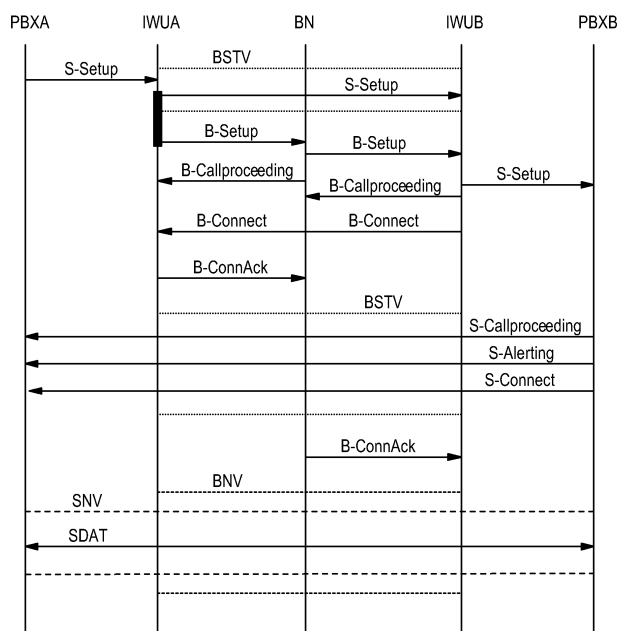 PBXA IWUA BN IWUB PBXB
BSTV
S-Setup
S-Setup
B-Setup
B-Setup
B-Callproceeding
S-Setup
B-Callproceeding
B-Connect B-Connect
B-ConnAck
BSTV
S-Callproceeding
S-Alerting
S-Connect
B-ConnAck
BNV
SNV
SDAT